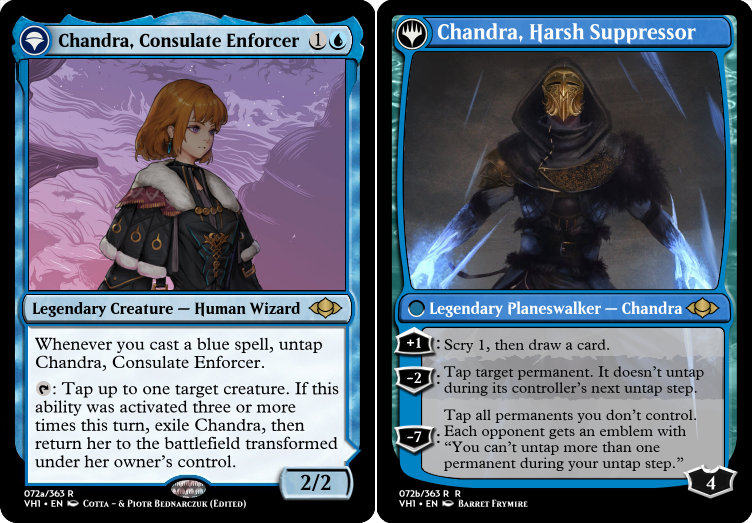 Chandra, Consulate Enforcer 1
Legendary Creature — Human Wizard
Whenever you cast a blue spell, untap
Chandra, Consulate Enforcer.
: Tap up to one target creature. If this
ability was activated three or more
times this turn, exile Chandra, then
return her to the battlefield transformed
under her owner's control.
2/2
072a/363 R
VH1 • EN Cotta - & Piotr Bednarczuk (Edited)
Chandra, Harsh Suppressor
Legendary Planeswalker — Chandra
+1: Scry 1, then draw a card.
-2: Tap target permanent. It doesn't untap
during its controller's next untap step.
Tap all permanents you don't control.
-7: Each opponent gets an emblem with
"You can't untap more than one
permanent during your untap step."
4
072b/363 R R
VH1 • EN Barret Frymire